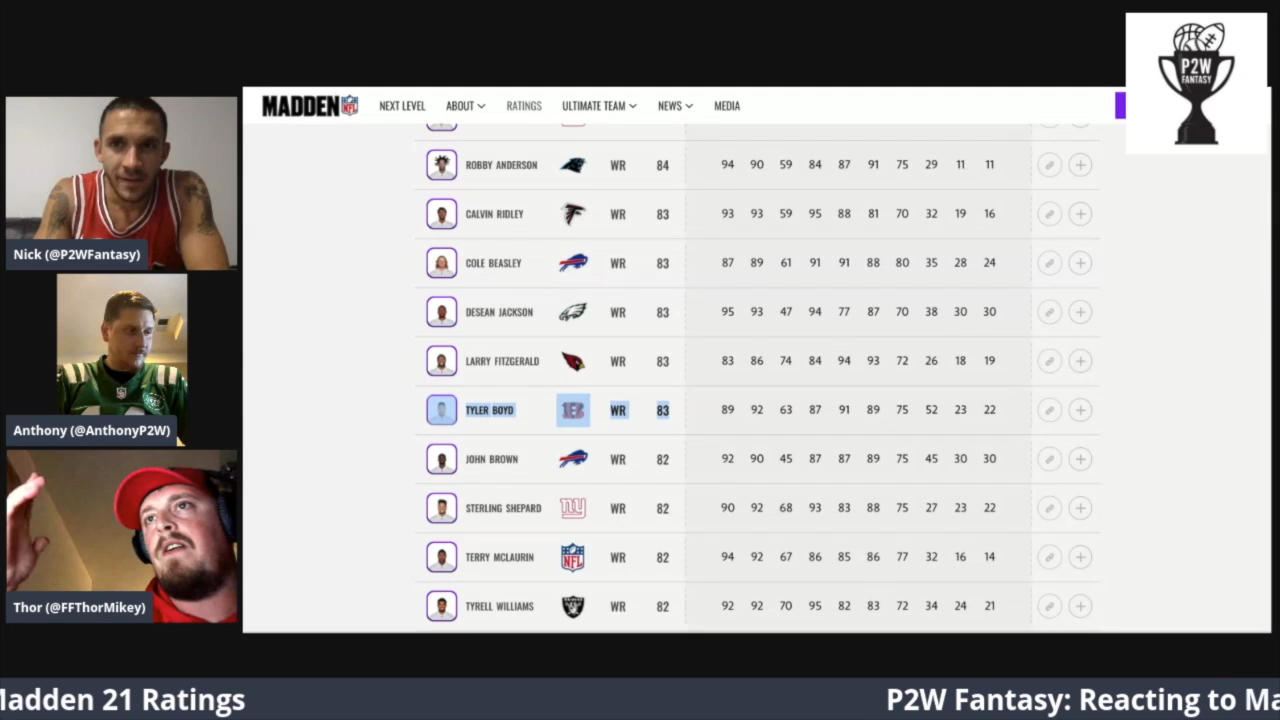 P2W
FANTASY
MADDEN NFL NEXT LEVEL ABOUT RATINGS ULTIMATE TEAM NEWS MEDIA
ROBBY ANDERSON WR 84 94 90 59 84 87 91 75 29 11 11
CALVIN RIDLEY WR 83 93 93 59 95 88 81 70 32 19 16
COLE BEASLEY WR 83 87 89 61 91 91 88 80 35 28 24
DESEAN JACKSON WR 83 95 93 47 94 77 87 70 38 30 30
LARRY FITZGERALD WR 83 83 86 74 84 94 93 72 26 18 19
TYLER BOYD WR 83 89 92 63 87 91 89 75 52 23 22
JOHN BROWN WR 82 92 90 45 87 87 89 75 45 30 30
STERLING SHEPARD ny WR 82 90 92 68 93 83 88 75 27 23 22
TERRY MCLAURIN NFL WR 82 94 92 67 86 85 86 77 32 16 14
TYRELL WILLIAMS WR 82 92 92 70 95 82 83 72 34 24 21
Nick (@P2WFantasy)
Anthony (@AnthonyP2W)
Thor (@FFThorMikey)
Madden 21 Ratings P2W Fantasy: Reacting to Ma